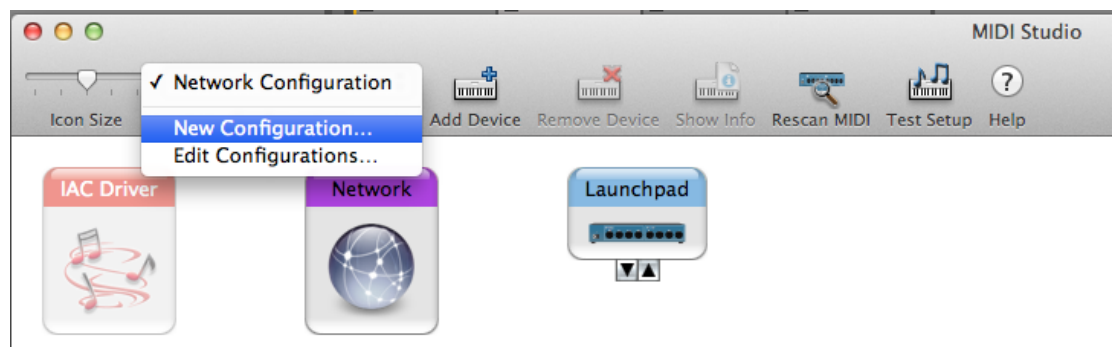 MIDI Studio
✓ Network Configuration
New Configuration...
Edit Configurations...
Icon Size
Add Device
Remove Device
Show Info
Rescan MIDI
Test Setup
? Help
IAC Driver
Network
Launchpad